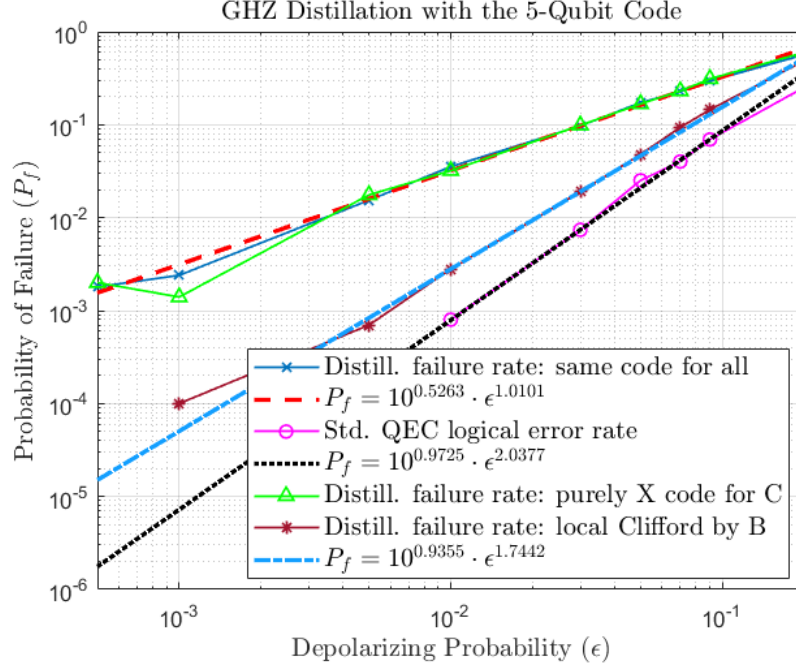 GHZ Distillation with the 5-Qubit Code
Probability of Failure (P_f)
10^0
10^-1
10^-2
10^-3
10^-4
10^-5
10^-6
Distill. failure rate: same code for all
P_f = 10^0.5263 · ϵ^1.0101
Std. QEC logical error rate
P_f = 10^0.9725 · ϵ^2.0377
Distill. failure rate: purely X code for C
Distill. failure rate: local Clifford by B
P_f = 10^0.9355 · ϵ^1.7442
10^-3
10^-2
10^-1
Depolarizing Probability (ϵ)